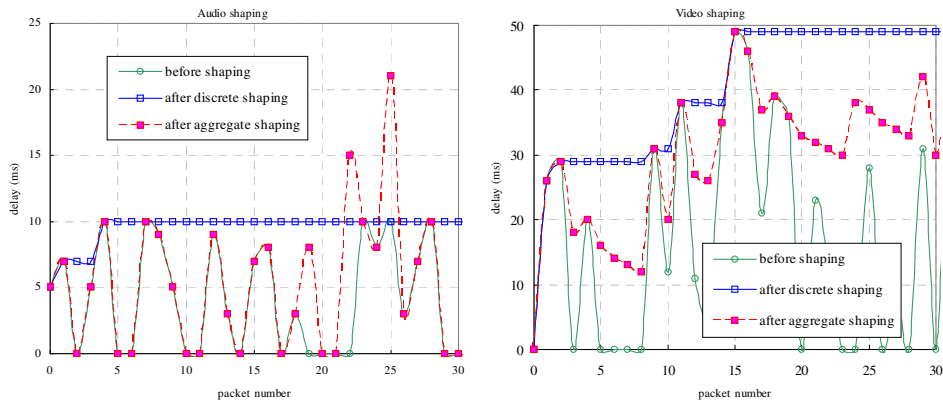 Audio shaping
25
20
15
10
5
0
delay (ms)
before shaping
after discrete shaping
after aggregate shaping
0 5 10 15 20 25 30
packet number
Video shaping
50
40
30
20
10
0
delay (ms)
before shaping
after discrete shaping
after aggregate shaping
0 5 10 15 20 25 30
packet number